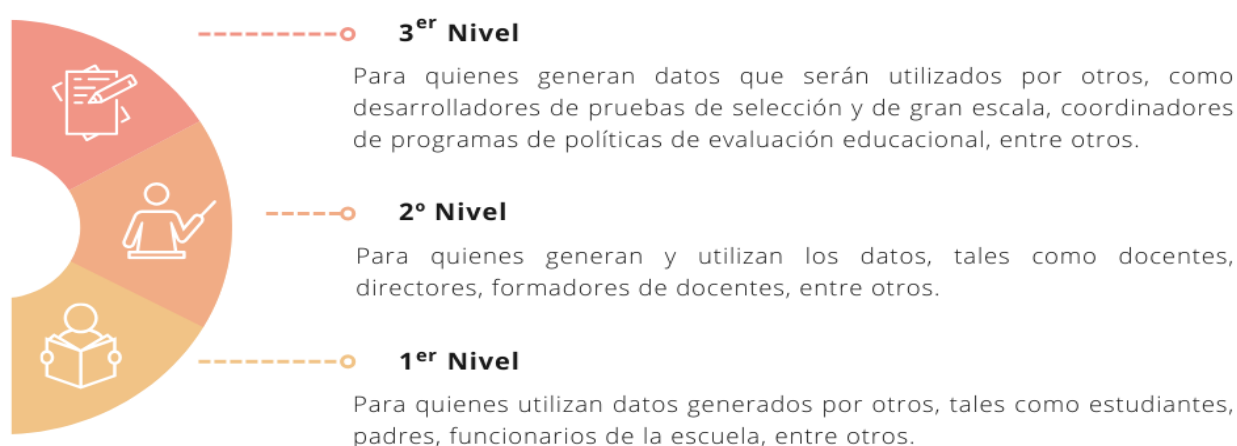 3er Nivel
Para quienes generan datos que serán utilizados por otros, como
desarrolladores de pruebas de selección y de gran escala, coordinadores
de programas de políticas de evaluación educacional, entre otros.
2º Nivel
Para quienes generan y utilizan los datos, tales como docentes,
directores, formadores de docentes, entre otros.
1er Nivel
Para quienes utilizan datos generados por otros, tales como estudiantes,
padres, funcionarios de la escuela, entre otros.